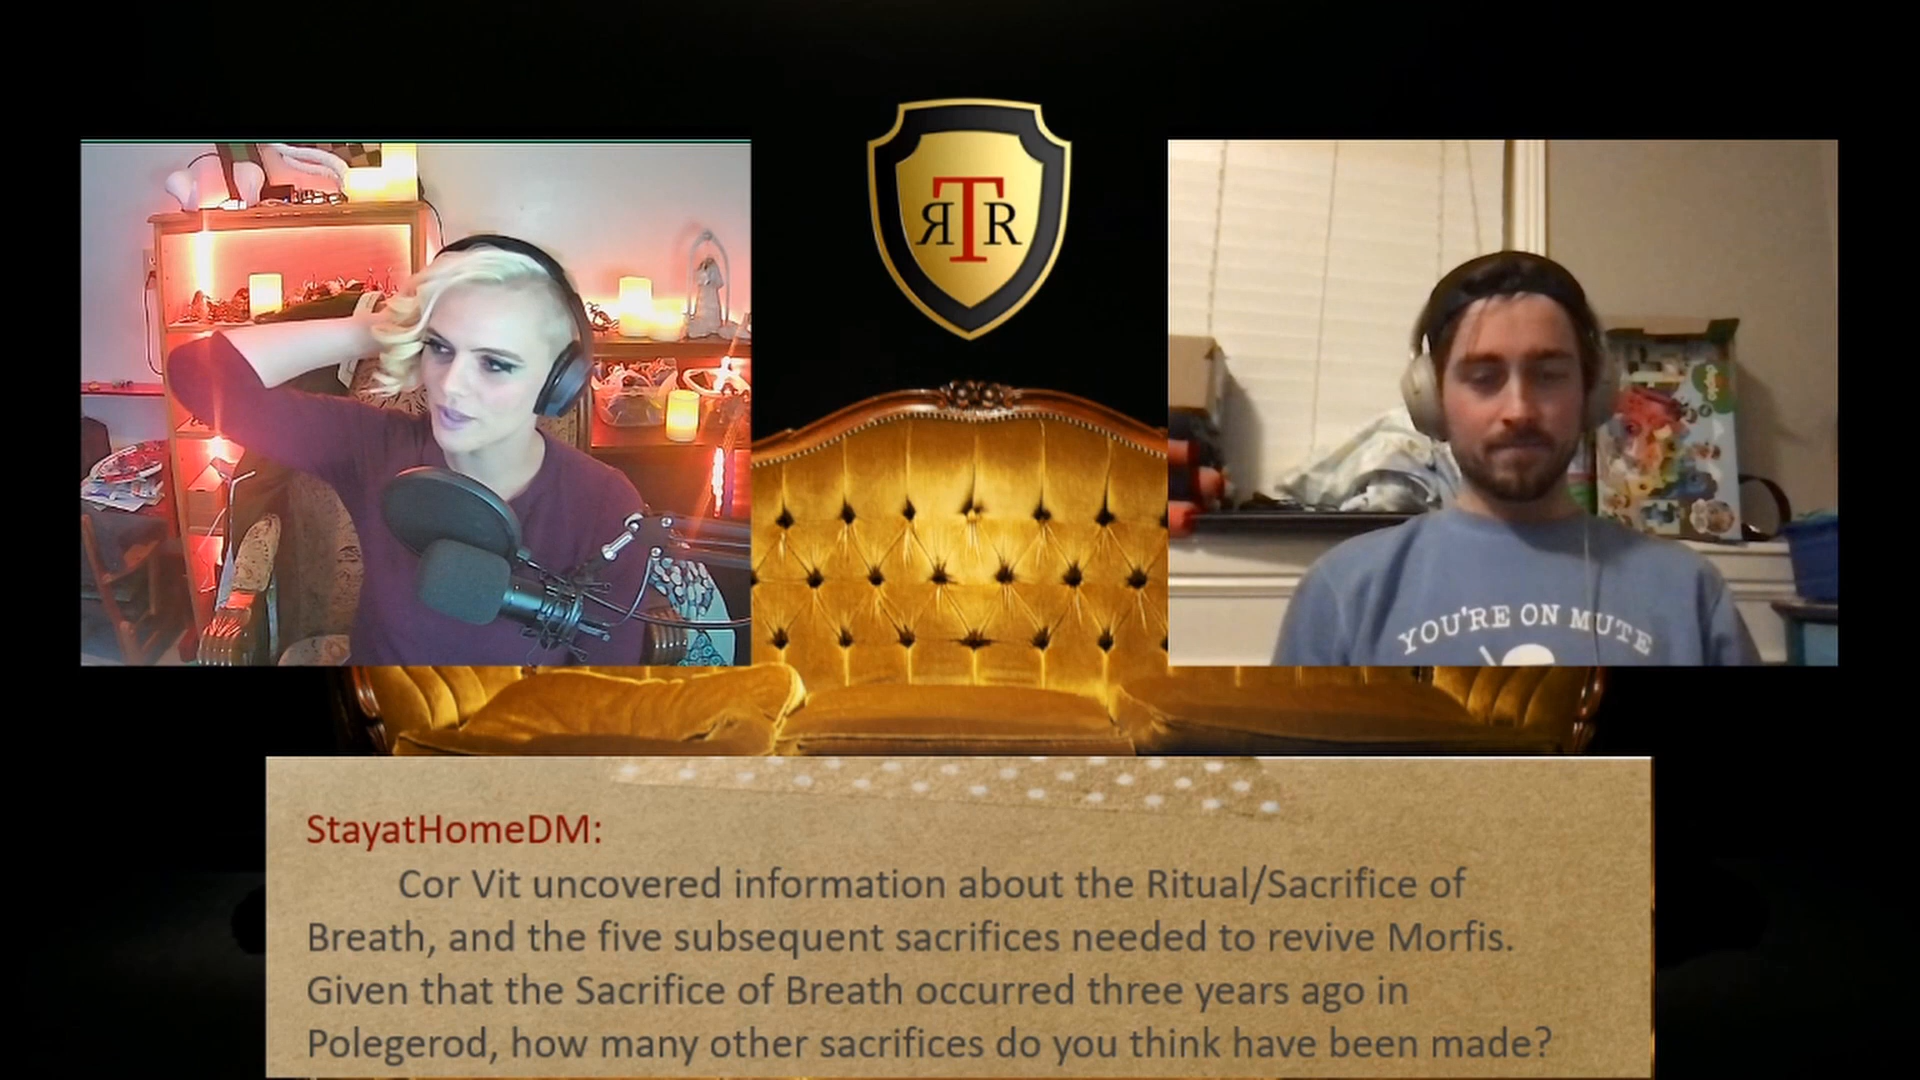 ЯTR
YOU'RE ON MUTE
StayatHomeDM:
Cor Vit uncovered information about the Ritual/Sacrifice of
Breath, and the five subsequent sacrifices needed to revive Morfis.
Given that the Sacrifice of Breath occurred three years ago in
Polegerod, how many other sacrifices do you think have been made?